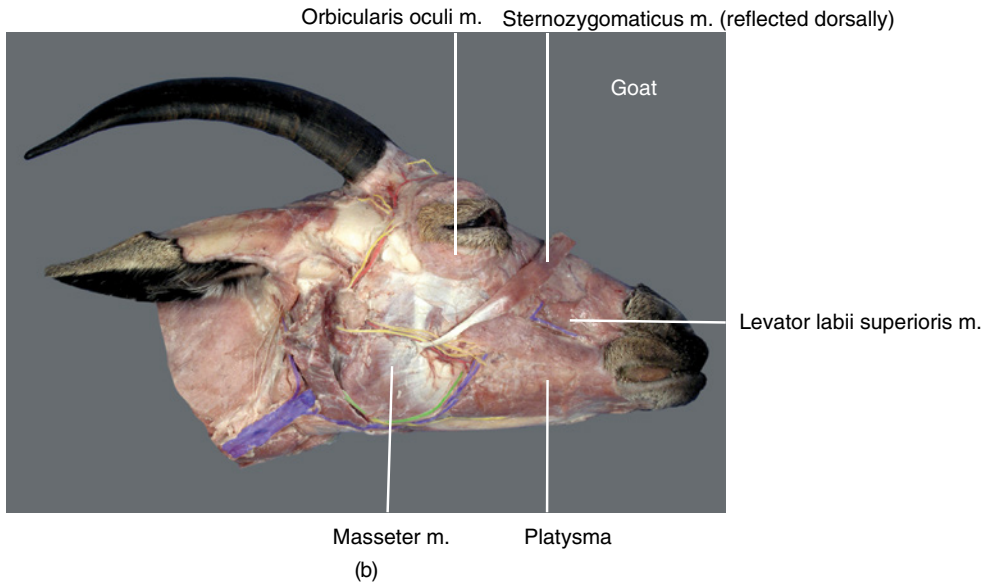 Orbicularis oculi m.
Sternozygomaticus m. (reflected dorsally)
Goat
Levator labii superioris m.
Masseter m.
Platysma
(b)